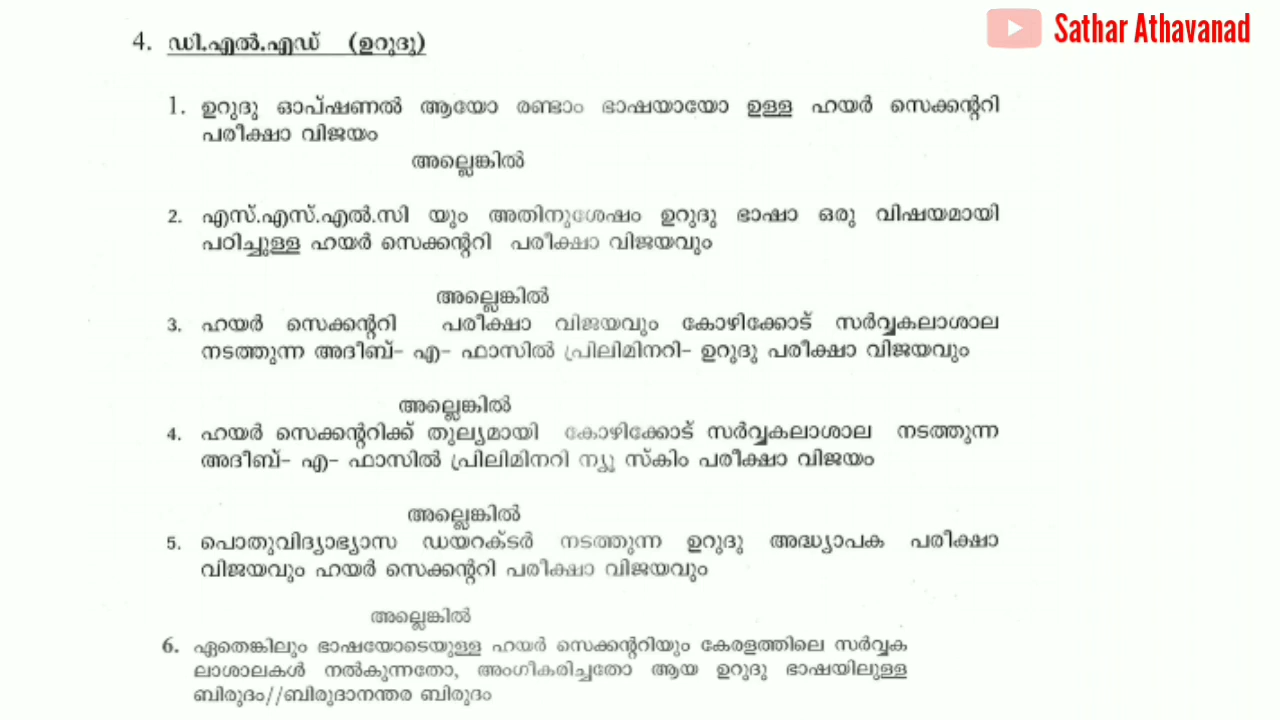 Sathar Athavanad
4. ഡി.എൽ.എഡ് (ഉറുദു)
1. ഉറുദു ഓപ്ഷണൽ ആയോ രണ്ടാം ഭാഷയായോ ഉള്ള ഹയർ സെക്കന്ററി
പരീക്ഷാ വിജയം
അല്ലെങ്കിൽ
2. എസ്.എസ്.എൽ.സി യും അതിനുശേഷം ഉറുദു ഭാഷാ ഒരു വിഷയമായി
പഠിച്ചുള്ള ഹയർ സെക്കന്ററി പരീക്ഷാ വിജയവും
അല്ലെങ്കിൽ
3. ഹയർ സെക്കന്ററി പരീക്ഷാ വിജയവും കോഴിക്കോട് സർവ്വകലാശാല
നടത്തുന്ന അദീബ്- എ- ഫാസിൽ പ്രിലിമിനറി- ഉറുദു പരീക്ഷാ വിജയവും
അല്ലെങ്കിൽ
4. ഹയർ സെക്കന്ററിക്ക് തുല്യമായി കോഴിക്കോട് സർവ്വകലാശാല നടത്തുന്ന
അദീബ്- എ- ഫാസിൽ പ്രിലിമിനറി ന്യൂ സ്കിം പരീക്ഷാ വിജയം
അല്ലെങ്കിൽ
5. പൊതുവിദ്യാഭ്യാസ ഡയറക്ടർ നടത്തുന്ന ഉറുദു അദ്ധ്യാപക പരീക്ഷാ
വിജയവും ഹയർ സെക്കന്ററി പരീക്ഷാ വിജയവും
അല്ലെങ്കിൽ
6. ഏതെങ്കിലും ഭാഷയോടെയുള്ള ഹയർ സെക്കന്ററിയും കേരളത്തിലെ സർവ്വക
ലാശാലകൾ നൽകുന്നതോ, അംഗീകരിച്ചതോ ആയ ഉറുദു ഭാഷയിലുള്ള
ബിരുദം//ബിരുദാനന്തര ബിരുദം